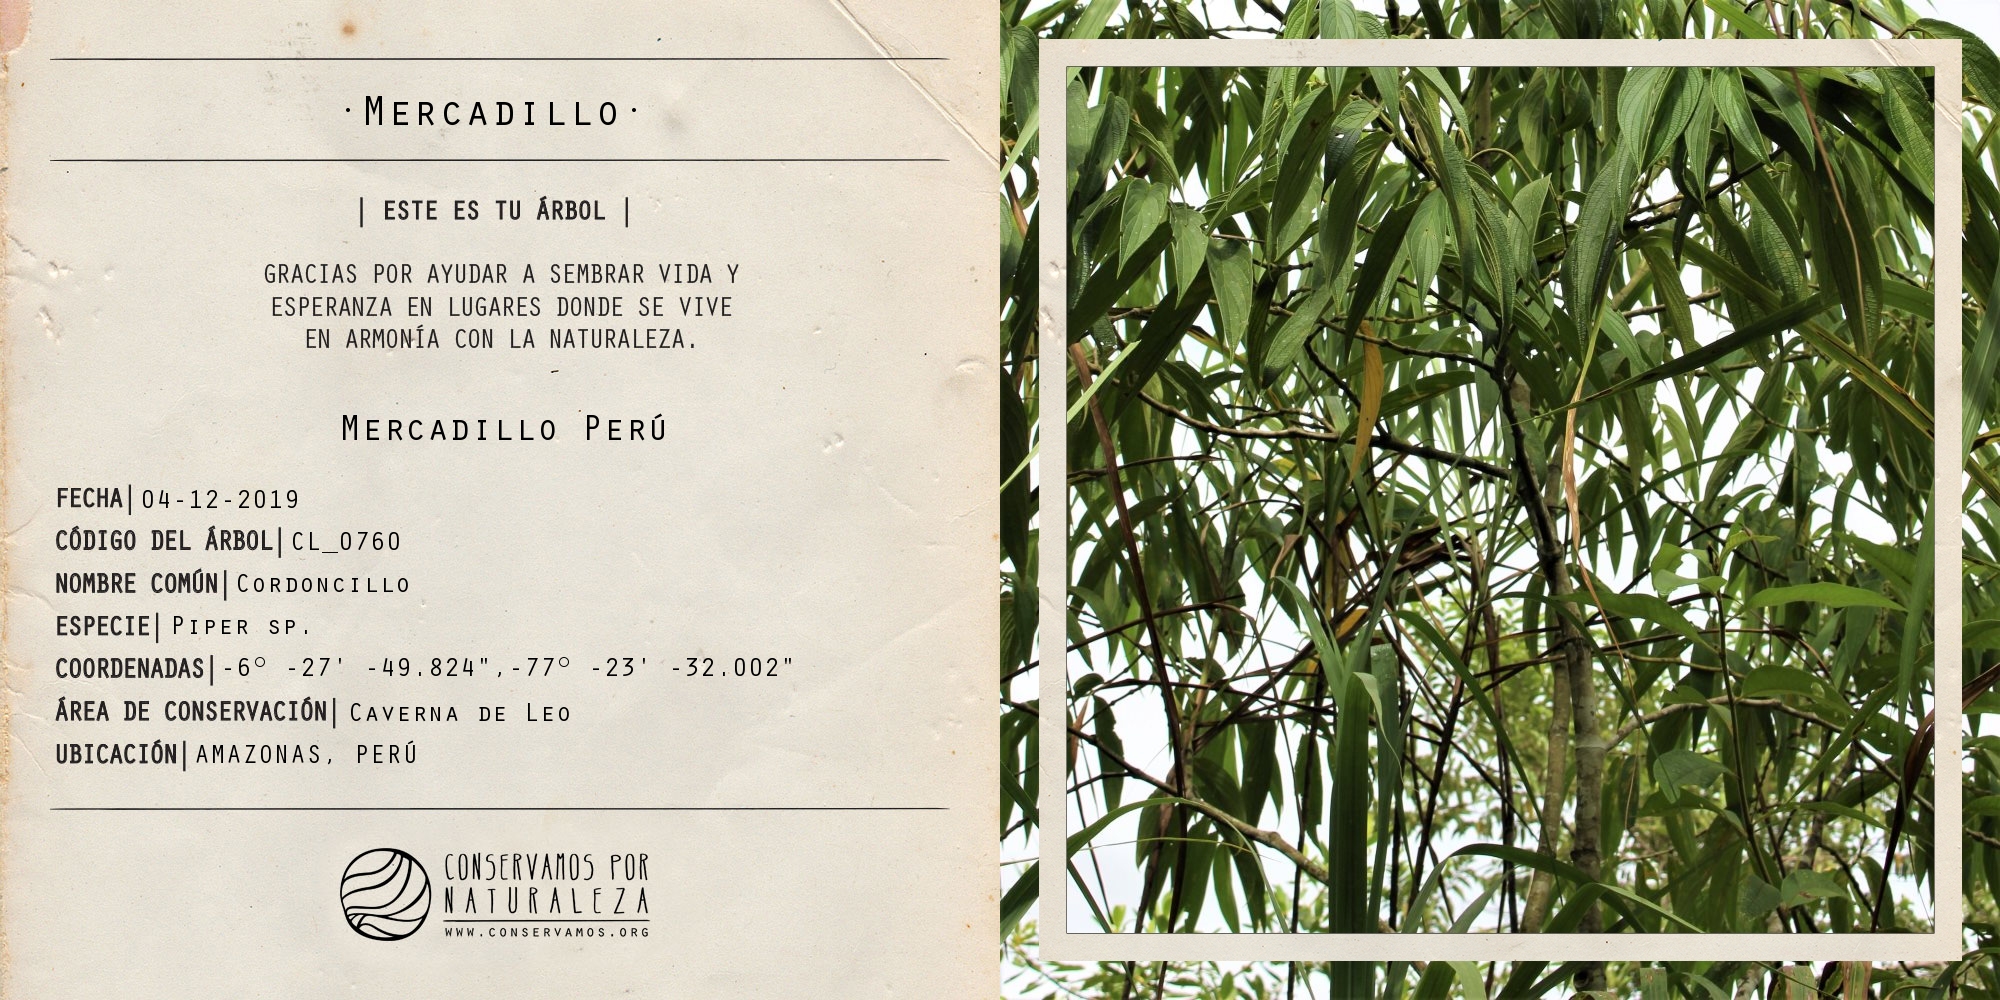 · Mercadillo ·
| ESTE ES TU ÁRBOL |
GRACIAS POR AYUDAR A SEMBRAR VIDA Y
ESPERANZA EN LUGARES DONDE SE VIVE
EN ARMONÍA CON LA NATURALEZA.
Mercadillo Perú
FECHA| 04-12-2019
CÓDIGO DEL ÁRBOL| CL_0760
NOMBRE COMÚN| Cordoncillo
ESPECIE| Piper sp.
COORDENADAS| -6° -27' -49.824",-77° -23' -32.002"
ÁREA DE CONSERVACIÓN| Caverna de Leo
UBICACIÓN| AMAZONAS, PERÚ
CONSERVAMOS POR
NATURALEZA
WWW.CONSERVAMOS.ORG